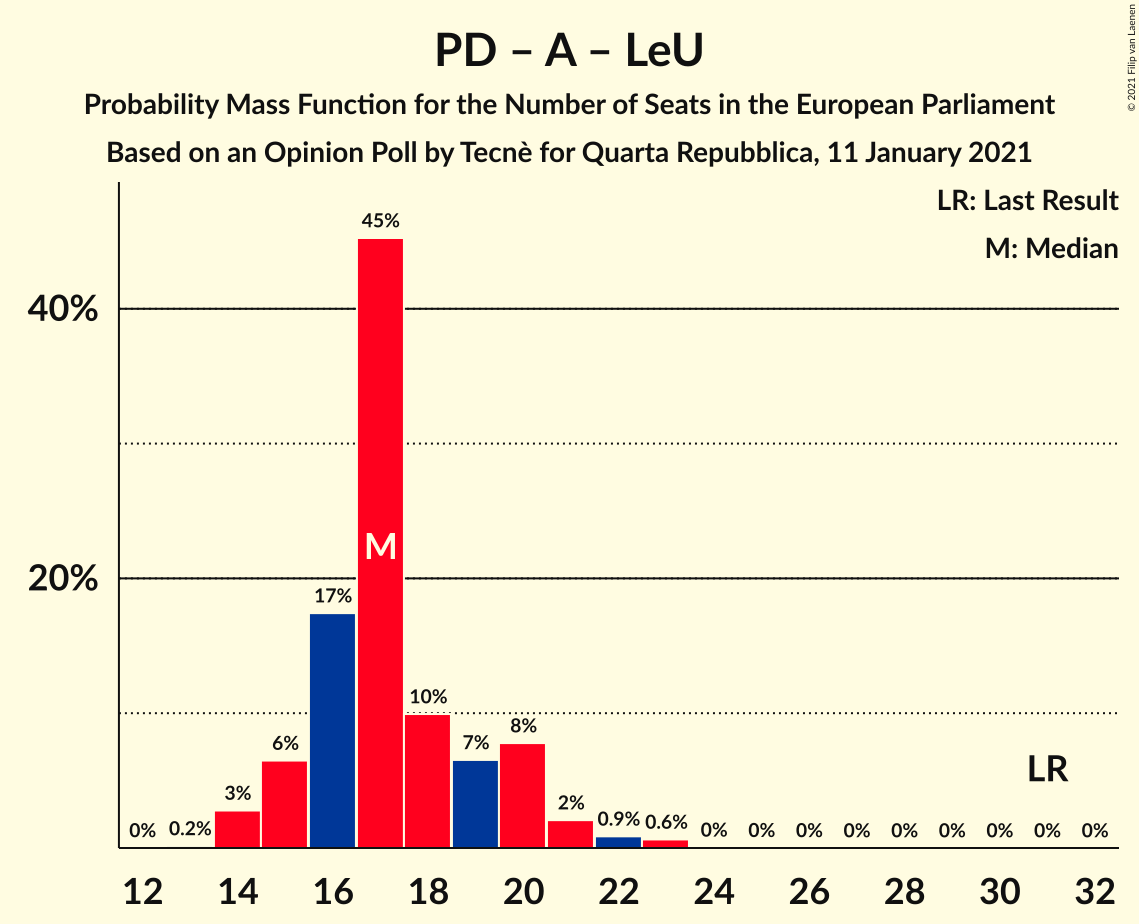 PD – A – LeU
Probability Mass Function for the Number of Seats in the European Parliament
Based on an Opinion Poll by Tecnè for Quarta Repubblica, 11 January 2021
© 2021 Filip van Laenen
LR: Last Result
M: Median
40%
20%
0%
0.2%
3%
6%
17%
45%
M
10%
7%
8%
2%
0.9%
0.6%
0%
0%
0%
0%
0%
0%
0%
0%
0%
LR
12 14 16 18 20 22 24 26 28 30 32